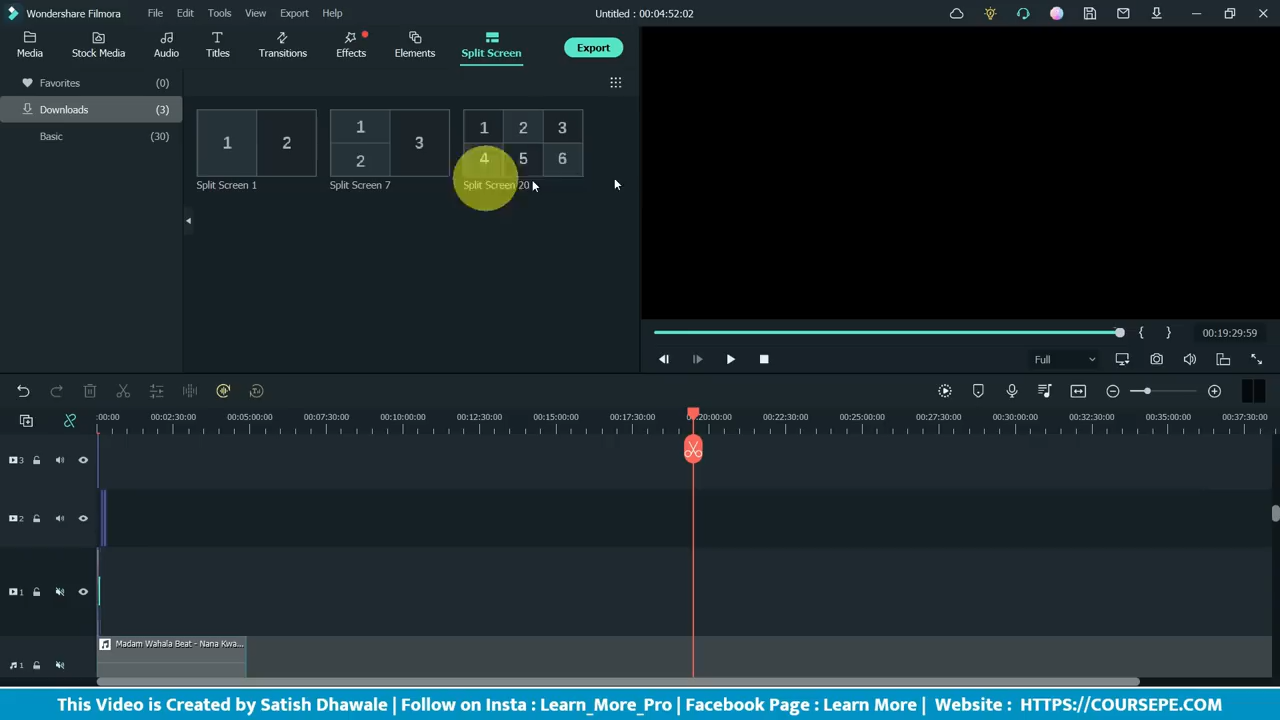 Wondershare Filmora File Edit Tools View Export Help Untitled : 00:04:52:02
Media Stock Media Audio Titles Transitions Effects Elements Split Screen Export
Favorites (0)
Downloads (3)
Basic (30)
1 2
1 2 3
1 2 3 4 5 6
Split Screen 1 Split Screen 7 Split Screen 20
{ } 00:19:29:59
Full
:00:00 00:02:30:00 00:05:00:00 00:07:30:00 00:10:00:00 00:12:30:00 00:15:00:00 00:17:30:00 20:00:00 00:22:30:00 00:25:00:00 00:27:30:00 00:30:00:00 00:32:30:00 00:35:00:00 00:37:30:00
3
2
1
Madam Wahala Beat - Nana Kwa...
1
This Video is Created by Satish Dhawale | Follow on Insta : Learn_More_Pro | Facebook Page : Learn More | Website : HTTPS://COURSEPE.COM